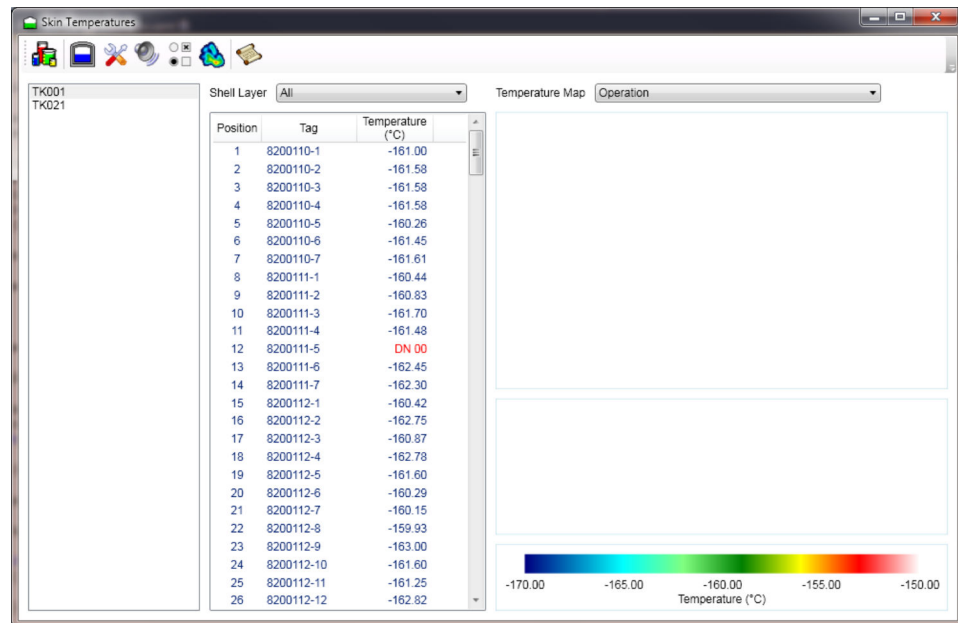 Skin Temperatures
TK001
TK021
Shell Layer All
Temperature Map Operation
Position Tag Temperature (°C)
1 8200110-1 -161.00
2 8200110-2 -161.58
3 8200110-3 -161.58
4 8200110-4 -161.58
5 8200110-5 -160.26
6 8200110-6 -161.45
7 8200110-7 -161.61
8 8200111-1 -160.44
9 8200111-2 -160.83
10 8200111-3 -161.70
11 8200111-4 -161.48
12 8200111-5 DN 00
13 8200111-6 -162.45
14 8200111-7 -162.30
15 8200112-1 -160.42
16 8200112-2 -162.75
17 8200112-3 -160.87
18 8200112-4 -162.78
19 8200112-5 -161.60
20 8200112-6 -160.29
21 8200112-7 -160.15
22 8200112-8 -159.93
23 8200112-9 -163.00
24 8200112-10 -161.60
25 8200112-11 -161.25
26 8200112-12 -162.82
-170.00 -165.00 -160.00 -155.00 -150.00
Temperature (°C)